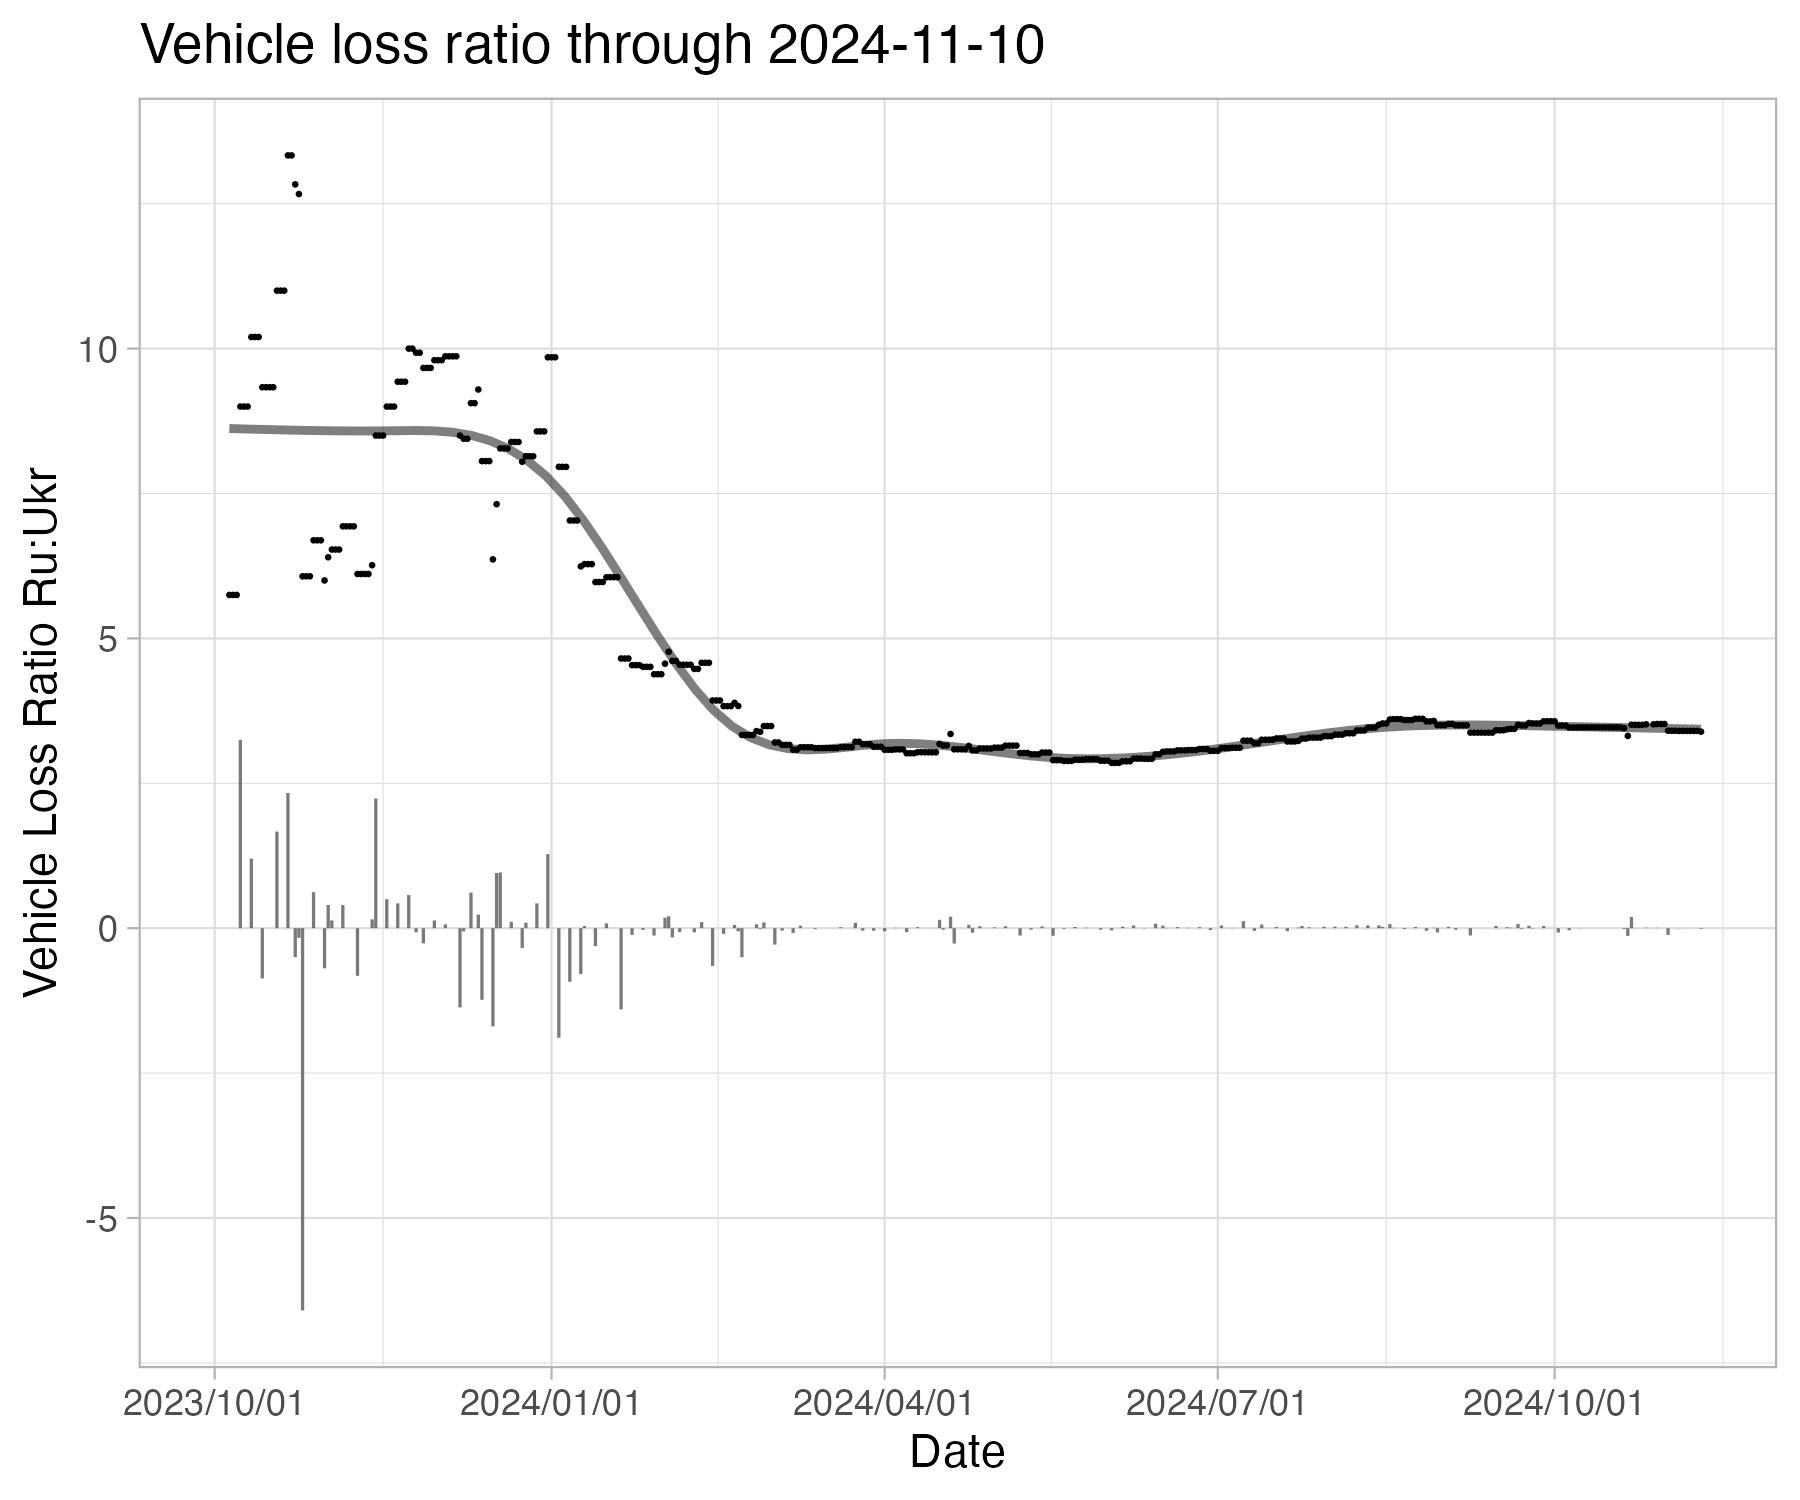 Vehicle loss ratio through 2024-11-10
Vehicle Loss Ratio Ru:Ukr
10
5
0
-5
2023/10/01 2024/01/01 2024/04/01 2024/07/01 2024/10/01
Date